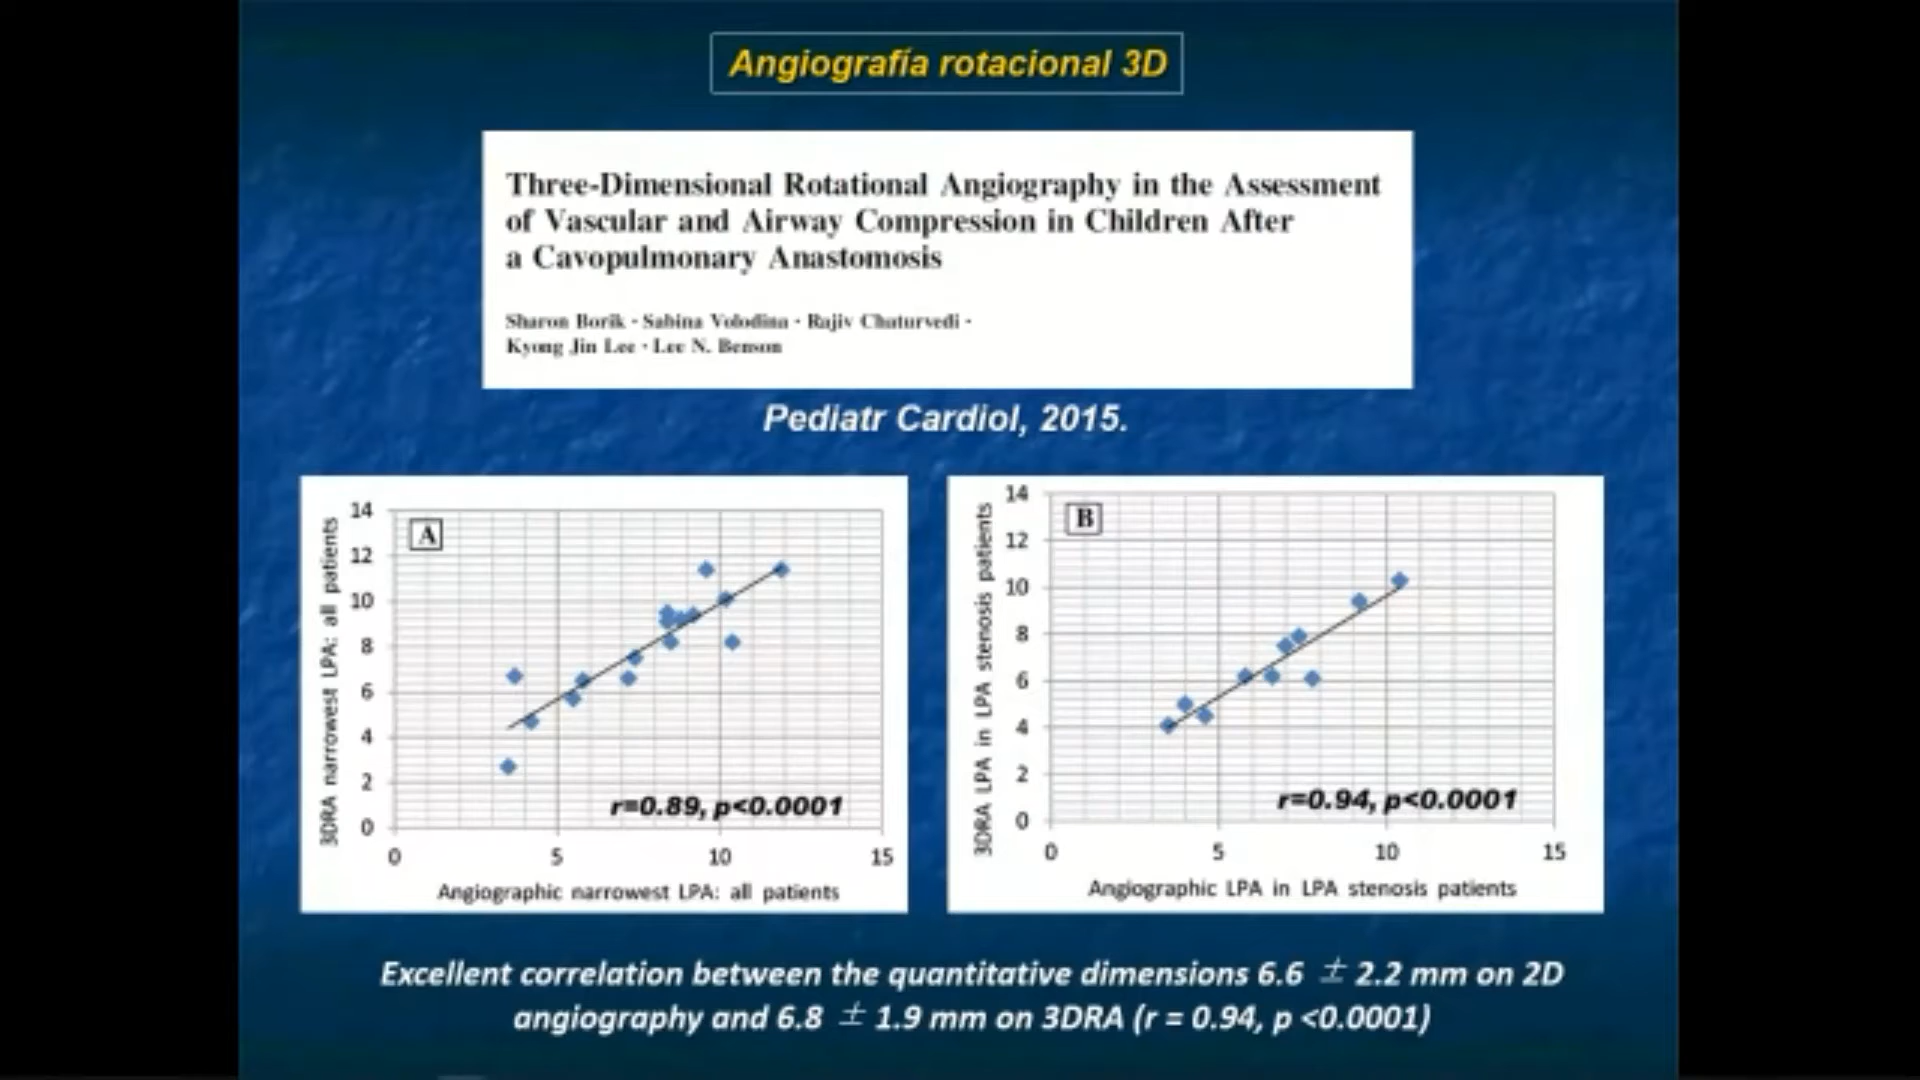 Angiografía rotacional 3D
Three-Dimensional Rotational Angiography in the Assessment
of Vascular and Airway Compression in Children After
a Cavopulmonary Anastomosis
Sharon Borik · Sabina Volodina · Rajiv Chaturvedi ·
Kyong Jin Lee · Lee N. Benson
Pediatr Cardiol, 2015.
3DRA narrowest LPA: all patients
A
14
12
10
8
6
4
2
0
r=0.89, p<0.0001
0 5 10 15
Angiographic narrowest LPA: all patients
3DRA LPA in LPA stenosis patients
B
14
12
10
8
6
4
2
0
r=0.94, p<0.0001
0 5 10 15
Angiographic LPA in LPA stenosis patients
Excellent correlation between the quantitative dimensions 6.6 ± 2.2 mm on 2D
angiography and 6.8 ± 1.9 mm on 3DRA (r = 0.94, p <0.0001)